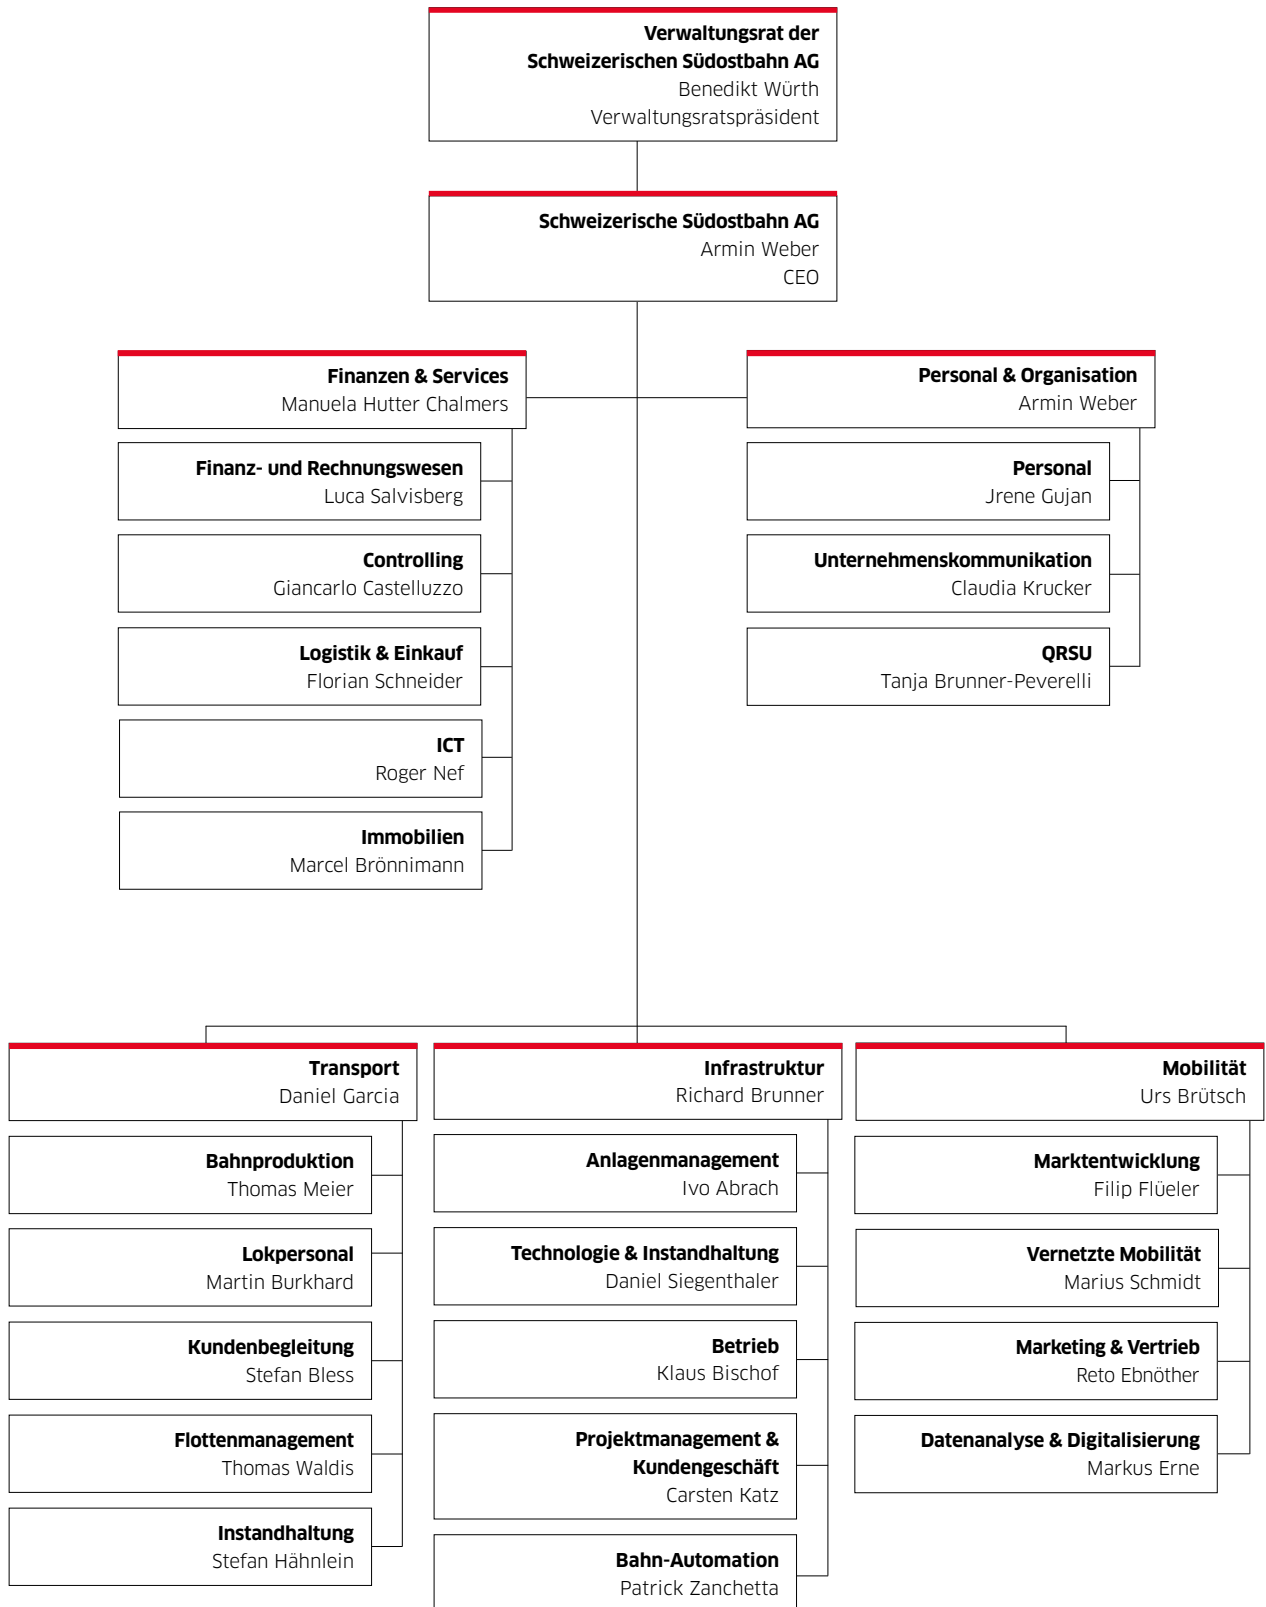 Verwaltungsrat der
Schweizerischen Südostbahn AG
Benedikt Würth
Verwaltungsratspräsident
Schweizerische Südostbahn AG
Armin Weber
CEO
Finanzen & Services
Manuela Hutter Chalmers
Finanz- und Rechnungswesen
Luca Salvisberg
Controlling
Giancarlo Castelluzzo
Logistik & Einkauf
Florian Schneider
ICT
Roger Nef
Immobilien
Marcel Brönnimann
Personal & Organisation
Armin Weber
Personal
Jrene Gujan
Unternehmenskommunikation
Claudia Krucker
QRSU
Tanja Brunner-Peverelli
Transport
Daniel Garcia
Bahnproduktion
Thomas Meier
Lokpersonal
Martin Burkhard
Kundenbegleitung
Stefan Bless
Flottenmanagement
Thomas Waldis
Instandhaltung
Stefan Hähnlein
Infrastruktur
Richard Brunner
Anlagenmanagement
Ivo Abrach
Technologie & Instandhaltung
Daniel Siegenthaler
Betrieb
Klaus Bischof
Projektmanagement &
Kundengeschäft
Carsten Katz
Bahn-Automation
Patrick Zanchetta
Mobilität
Urs Brütsch
Marktentwicklung
Filip Flüeler
Vernetzte Mobilität
Marius Schmidt
Marketing & Vertrieb
Reto Ebnöther
Datenanalyse & Digitalisierung
Markus Erne